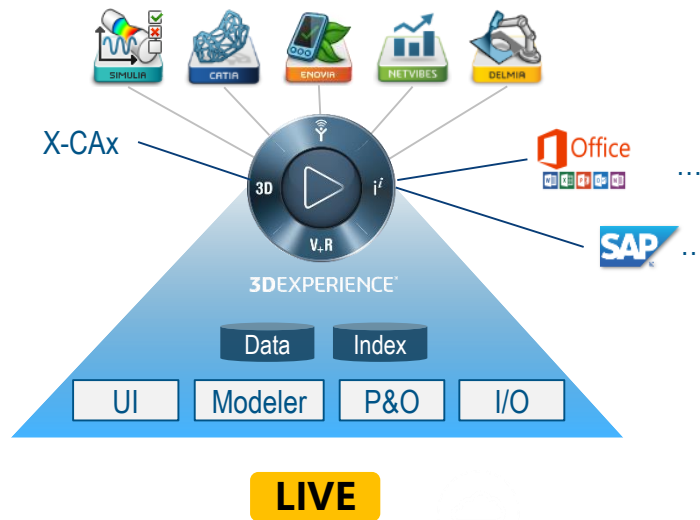 SIMULIA
CATIA
ENOVIA
NETVIBES
DELMIA
X-CAx
Office
...
3D
i i
V+R
SAP
...
3DEXPERIENCE
Data
Index
UI
Modeler
P&O
I/O
LIVE